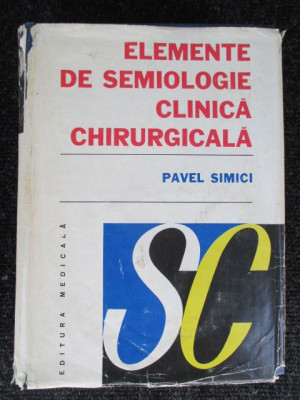 ELEMENTE
DE SEMIOLOGIE
CLINICĂ
CHIRURGICALĂ
PAVEL SIMICI
EDITURA MEDICALĂ
SC